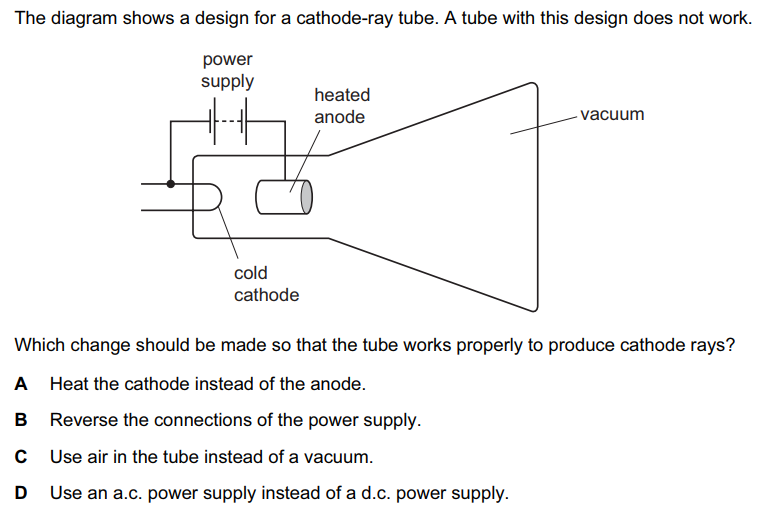 The diagram shows a design for a cathode-ray tube. A tube with this design does not work.
power
supply
heated
anode
vacuum
cold
cathode
Which change should be made so that the tube works properly to produce cathode rays?
A Heat the cathode instead of the anode.
B Reverse the connections of the power supply.
C Use air in the tube instead of a vacuum.
D Use an a.c. power supply instead of a d.c. power supply.